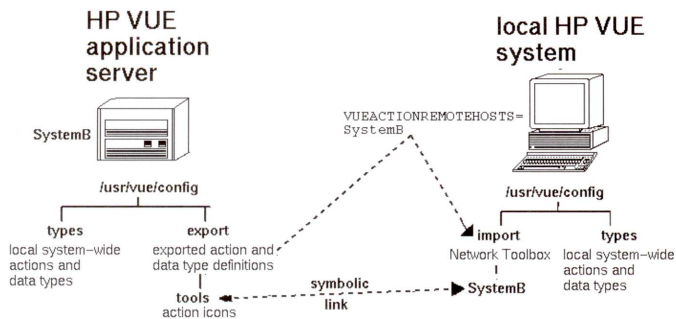 HP VUE
application
server
local HP VUE
system
SystemB
VUEACTIONREMOTEHOSTS=
SystemB
/usr/vue/config
types
local system-wide
actions and
data types
export
exported action and
data type definitions
tools
action icons
symbolic
link
/usr/vue/config
import
Network Toolbox
SystemB
types
local system-wide
actions and
data types